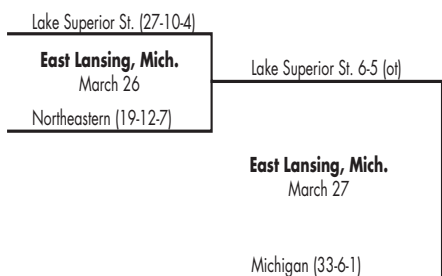 Lake Superior St. (27-10-4)
East Lansing, Mich.
March 26
Northeastern (19-12-7)
Lake Superior St. 6-5 (ot)
East Lansing, Mich.
March 27
Michigan (33-6-1)